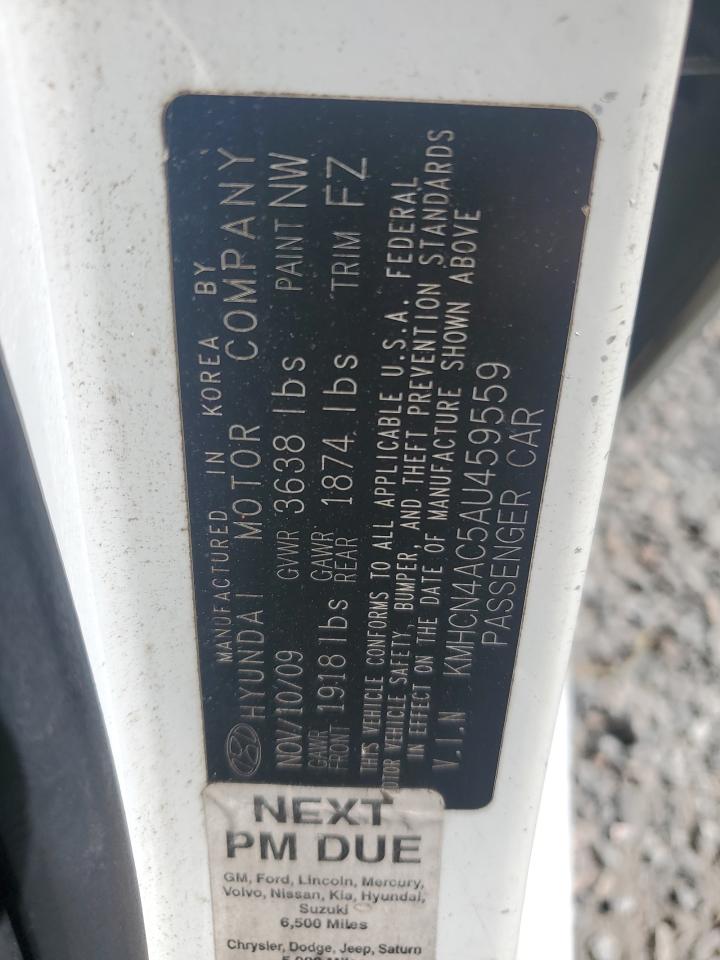 MANUFACTURED IN KOREA BY
HYUNDAI MOTOR COMPANY
NOV/10/09 GVWR 3638 lbs PAINT NW
GAWR FRONT 1918 lbs GAWR REAR 1874 lbs TRIM FZ
THIS VEHICLE CONFORMS TO ALL APPLICABLE U.S.A. FEDERAL
MOTOR VEHICLE SAFETY, BUMPER, AND THEFT PREVENTION STANDARDS
IN EFFECT ON THE DATE OF MANUFACTURE SHOWN ABOVE
V.I.N KMHCN4AC5AU459559
PASSENGER CAR
NEXT
PM DUE
GM, Ford, Lincoln, Mercury,
Volvo, Nissan, Kia, Hyundai,
Suzuki
6,500 Miles
Chrysler, Dodge, Jeep, Saturn